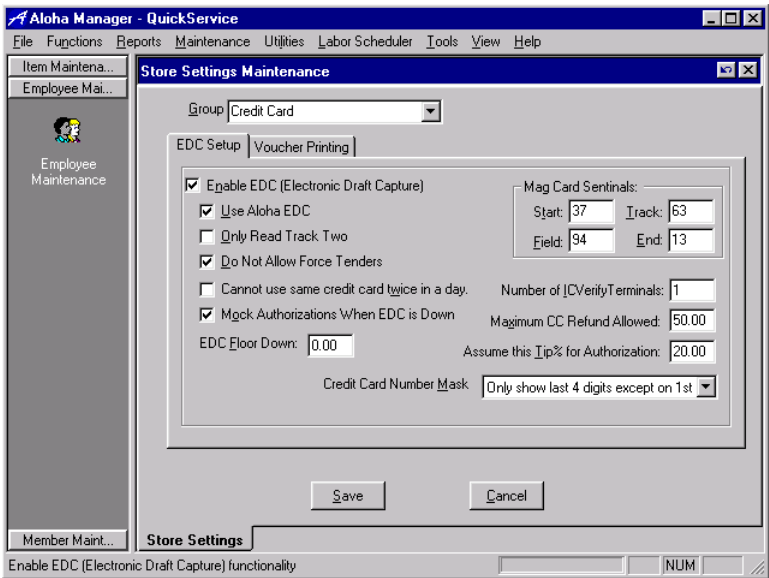 Aloha Manager - QuickService
File Functions Reports Maintenance Utilities Labor Scheduler Tools View Help
Item Maintena...
Employee Mai...
Employee
Maintenance
Member Maint...
Store Settings Maintenance
Group Credit Card
EDC Setup Voucher Printing
Enable EDC (Electronic Draft Capture)
Use Aloha EDC
Only Read Track Two
Do Not Allow Force Tenders
Cannot use same credit card twice in a day.
Mock Authorizations When EDC is Down
EDC Floor Down: 0.00
Mag Card Sentinals:
Start: 37 Track: 63
Field: 94 End: 13
Number of ICVerifyTerminals: 1
Maximum CC Refund Allowed: 50.00
Assume this Tip% for Authorization: 20.00
Credit Card Number Mask Only show last 4 digits except on 1st
Save Cancel
Store Settings
Enable EDC (Electronic Draft Capture) functionality NUM